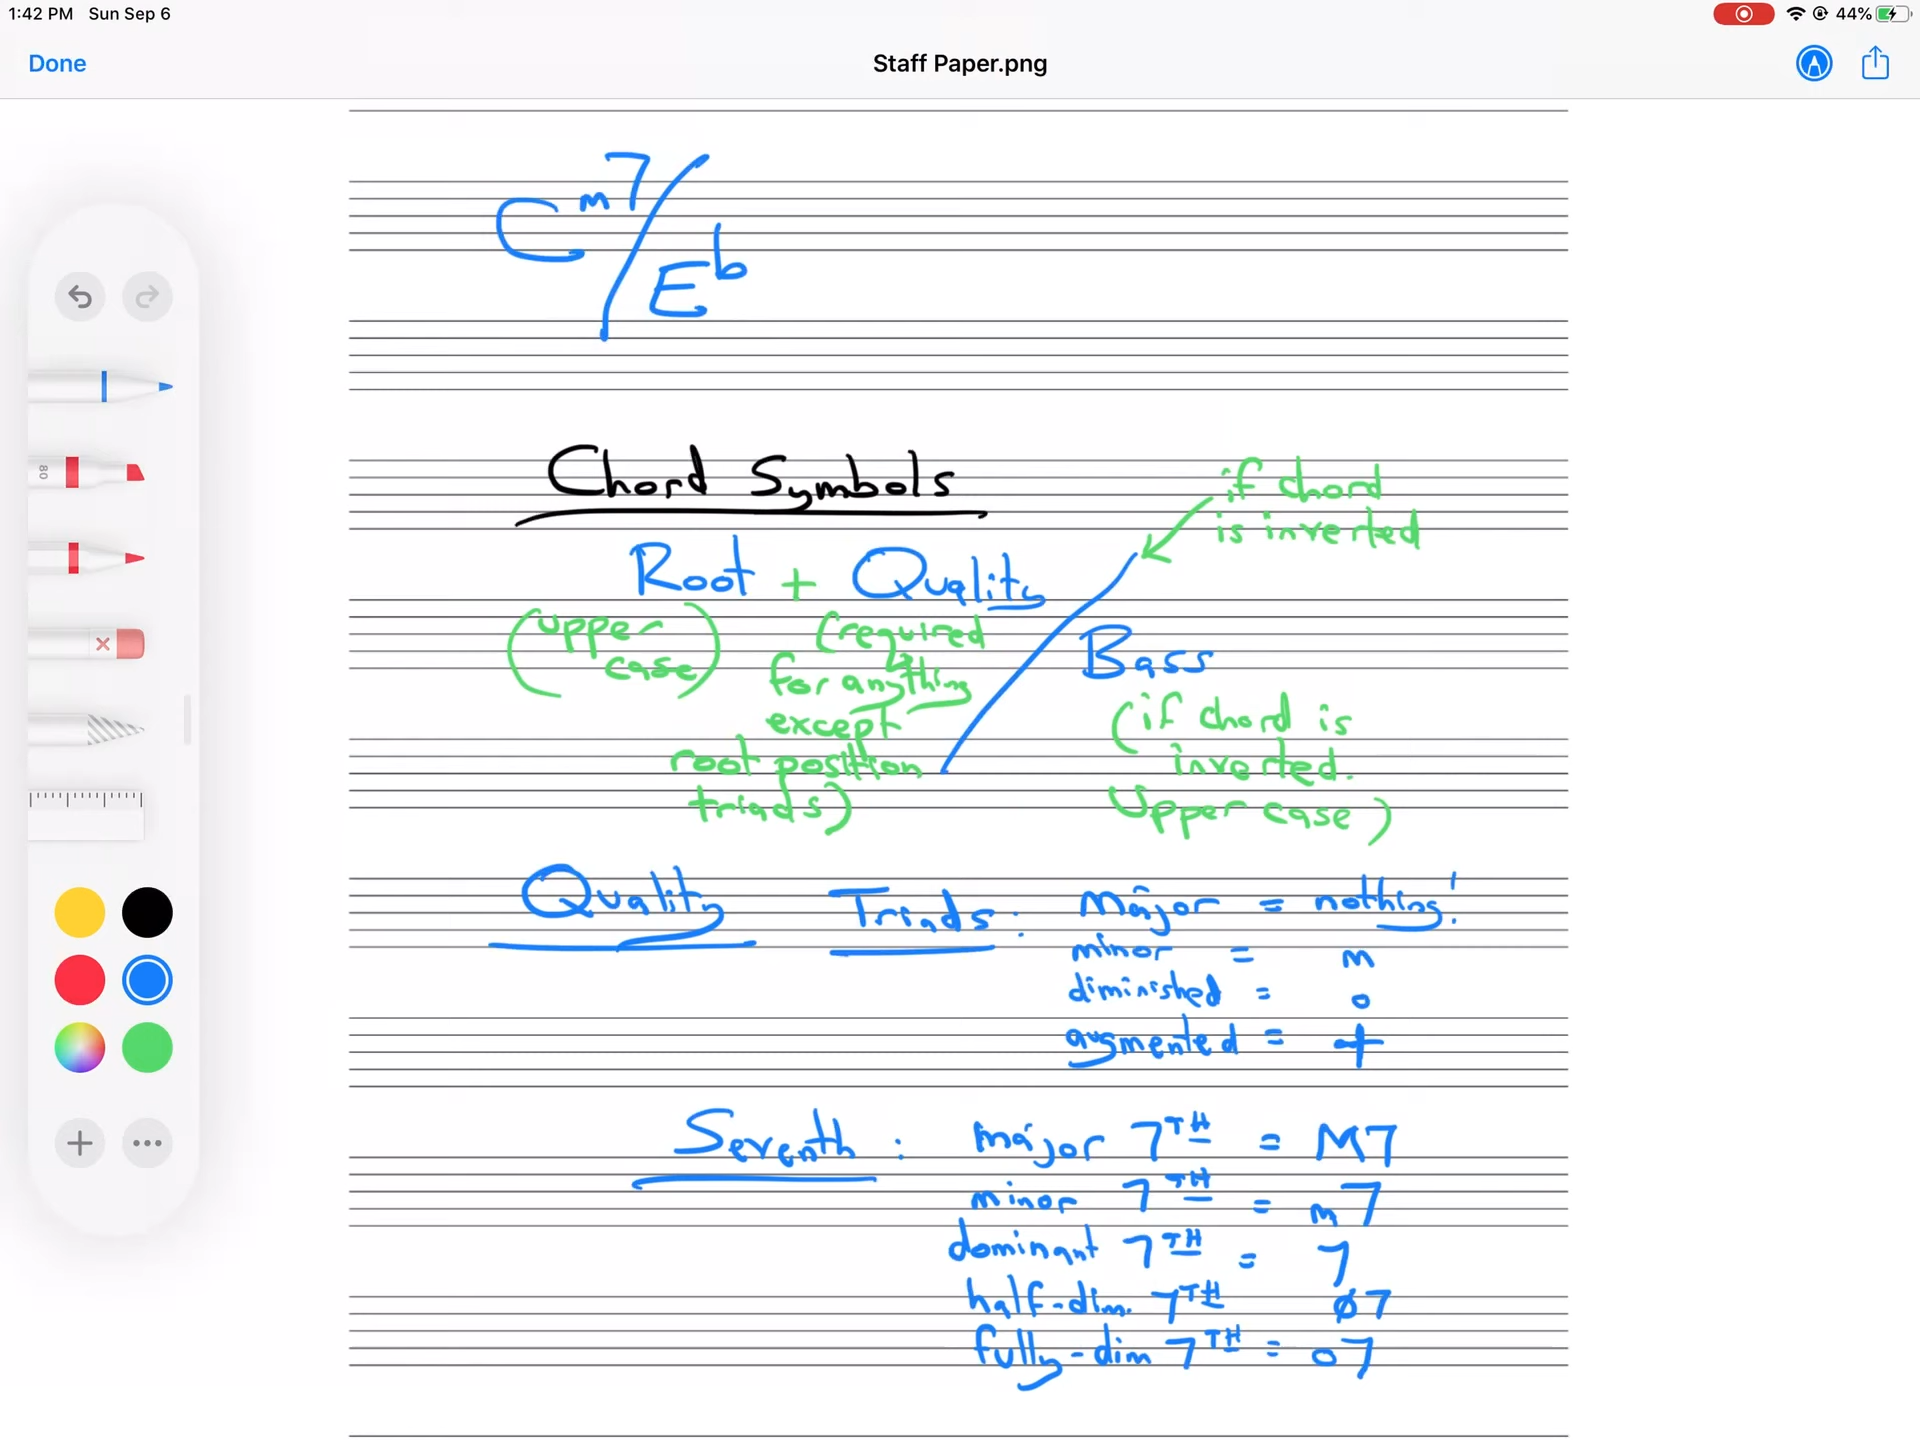 1:42 PM Sun Sep 6
44%
Done
Staff Paper.png
Cm7/Eb
Chord Symbols
if chord
is inverted
Root + Quality
(upper
case)
(required
for anything
except
root position
triads)
Bass
(if chord is
inverted.
Upper case)
Quality Triads: Major = nothing!
minor = m
diminished = o
augmented = +
Seventh: major 7TH = M7
minor 7TH = m7
dominant 7TH = 7
half-dim. 7TH ø7
fully-dim 7TH = o7
80